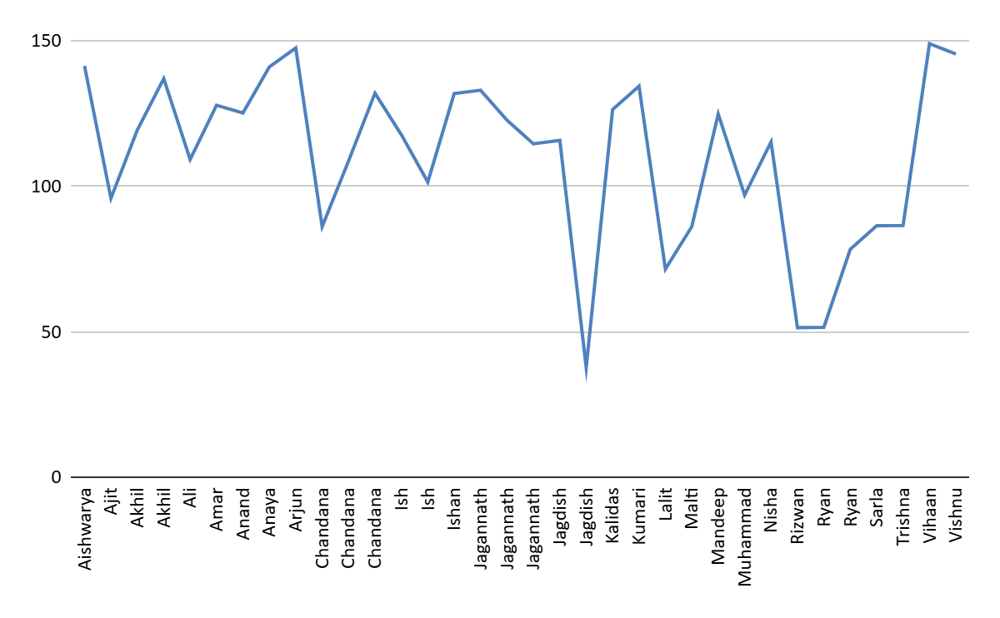 150
100
50
0
Aishwarya
Ajit
Akhil
Akhil
Ali
Amar
Anand
Anaya
Arjun
Chandana
Chandana
Chandana
Ish
Ish
Ishan
Jagannath
Jagannath
Jagannath
Jagdish
Jagdish
Kalidas
Kumari
Lalit
Malti
Mandeep
Muhammad
Nisha
Rizwan
Ryan
Ryan
Sarla
Trishna
Vihaan
Vishnu